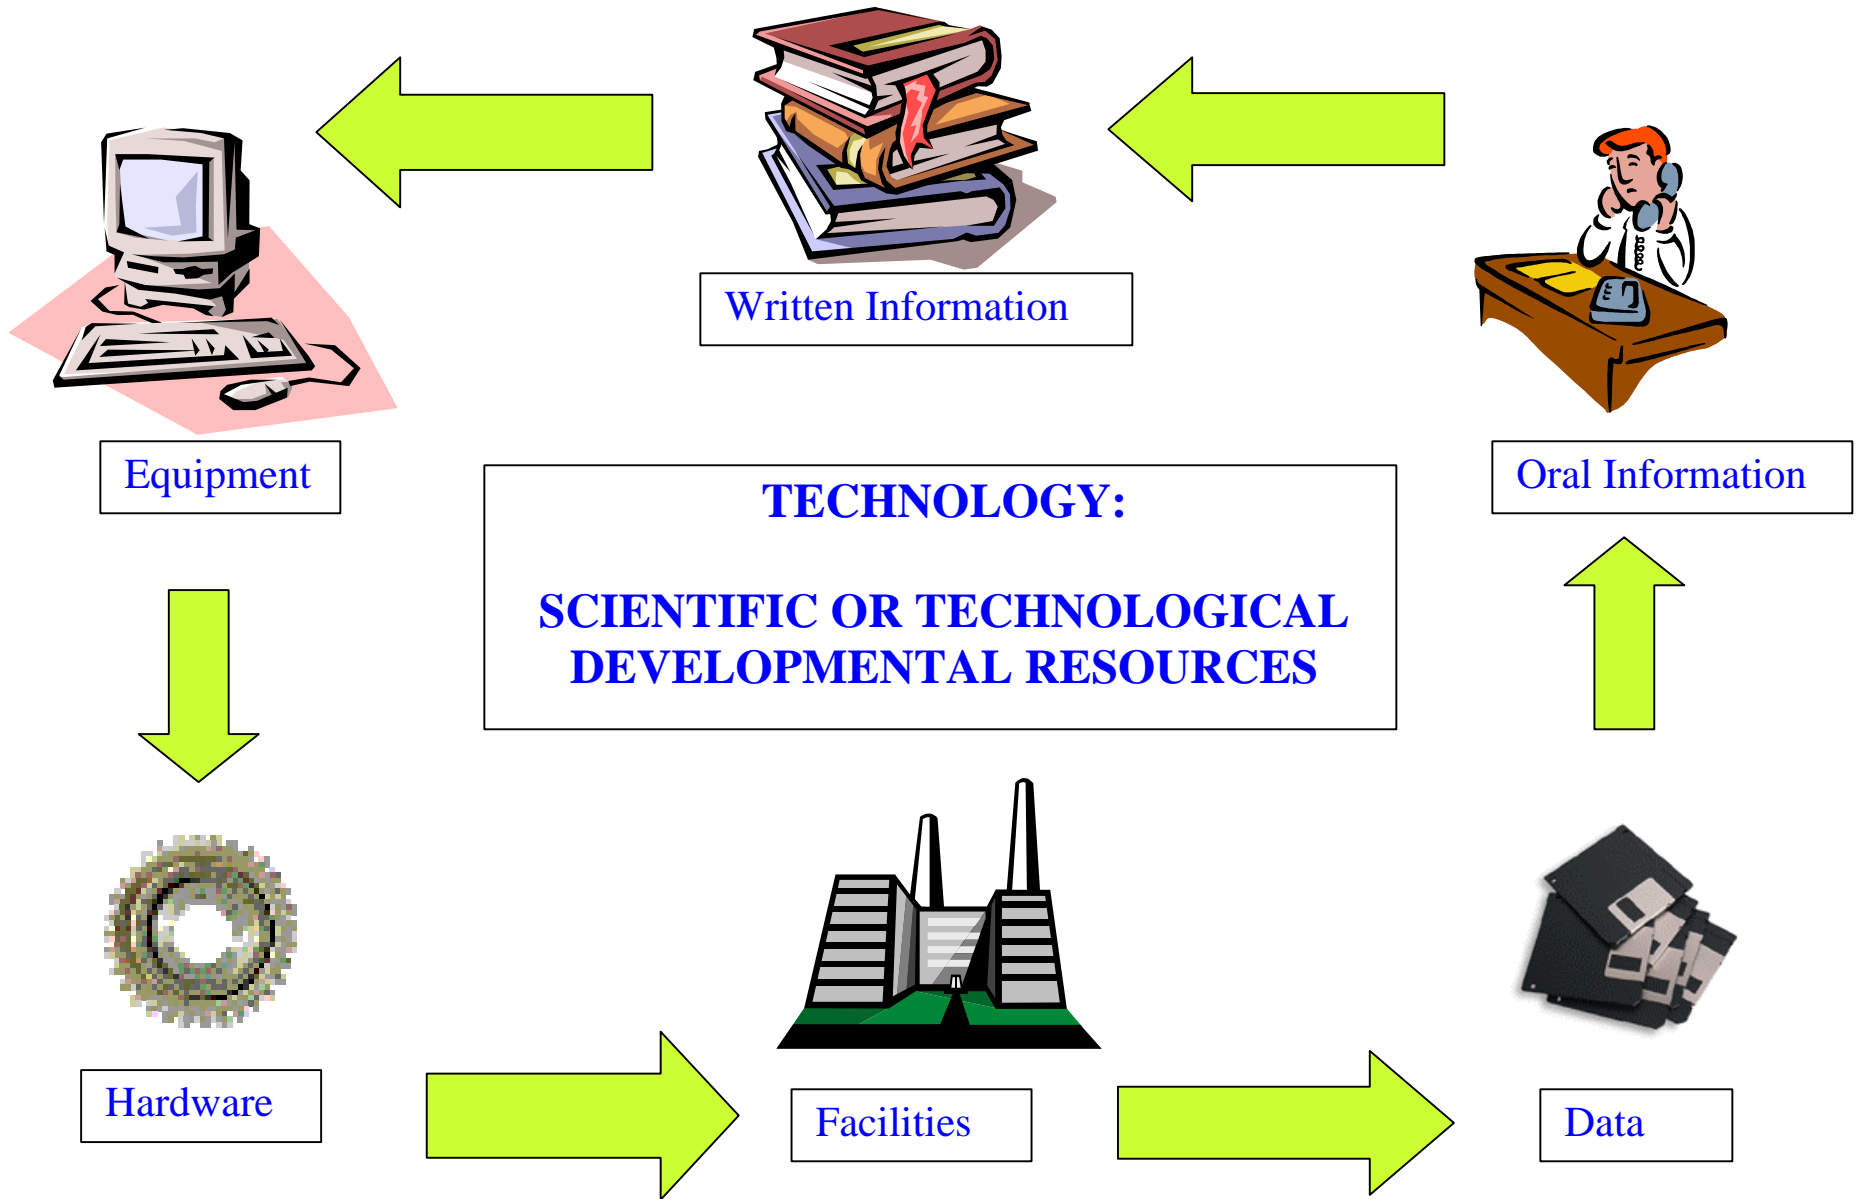 Written Information
Equipment
Oral Information
TECHNOLOGY:
SCIENTIFIC OR TECHNOLOGICAL
DEVELOPMENTAL RESOURCES
Hardware
Facilities
Data